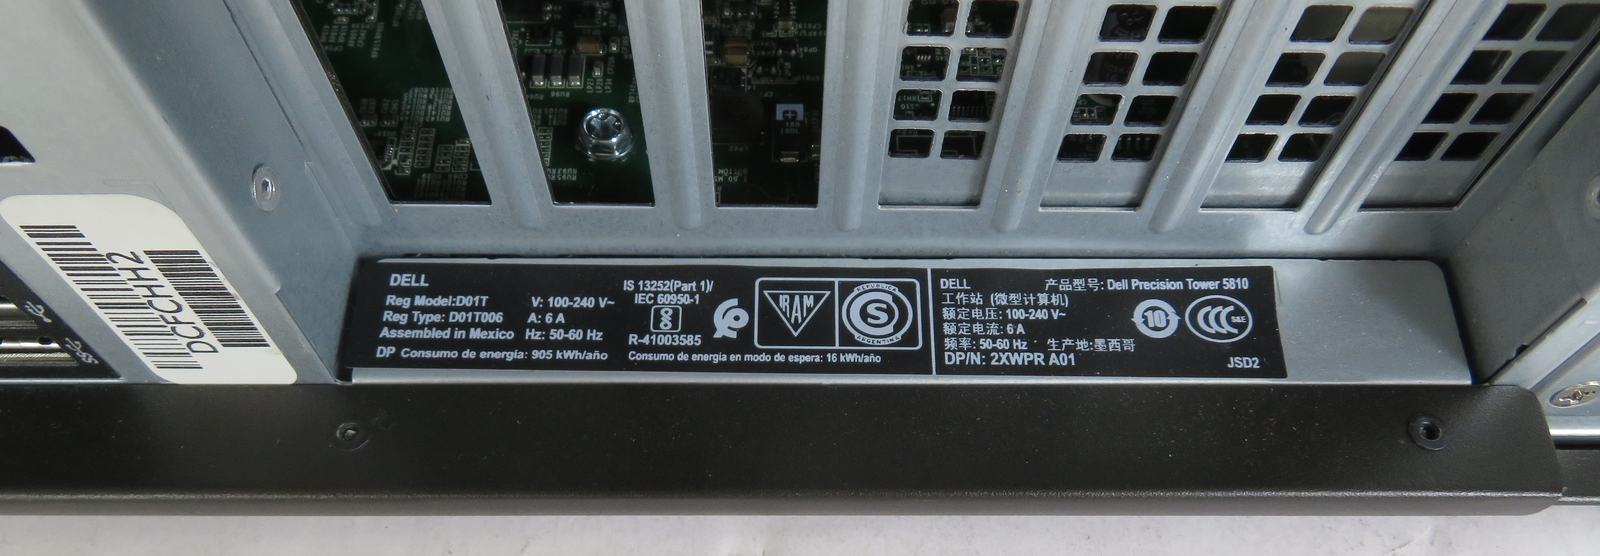 DELL
Reg Model:D01T
V: 100-240 V~
Reg Type: D01T006
A: 6 A
Assembled in Mexico
Hz: 50-60 Hz
DP Consumo de energia: 905 kWh/año
IS 13252(Part 1)/
IEC 60950-1
R-41003585
Consumo de energía en modo de espera: 16 kWh/año
IRAM
REPUBLICA
S
ARGENTINA
DELL
产品型号: Dell Precision Tower 5810
工作站 (微型计算机)
额定电压: 100-240 V~
额定电流: 6 A
频率: 50-60 Hz 生产地:墨西哥
DP/N: 2XWPR A01
10
S&E
JSD2